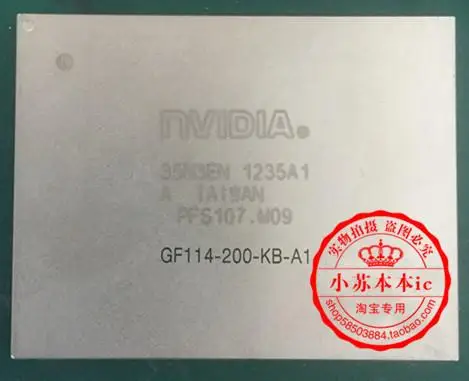 NVIDIA.
35N3EN 1235A1
A TAIWAN
PFS107.M09
GF114-200-KB-A1
实物拍摄 盗图必究
小苏本本ic
淘宝专用
shop58503884.taobao.com